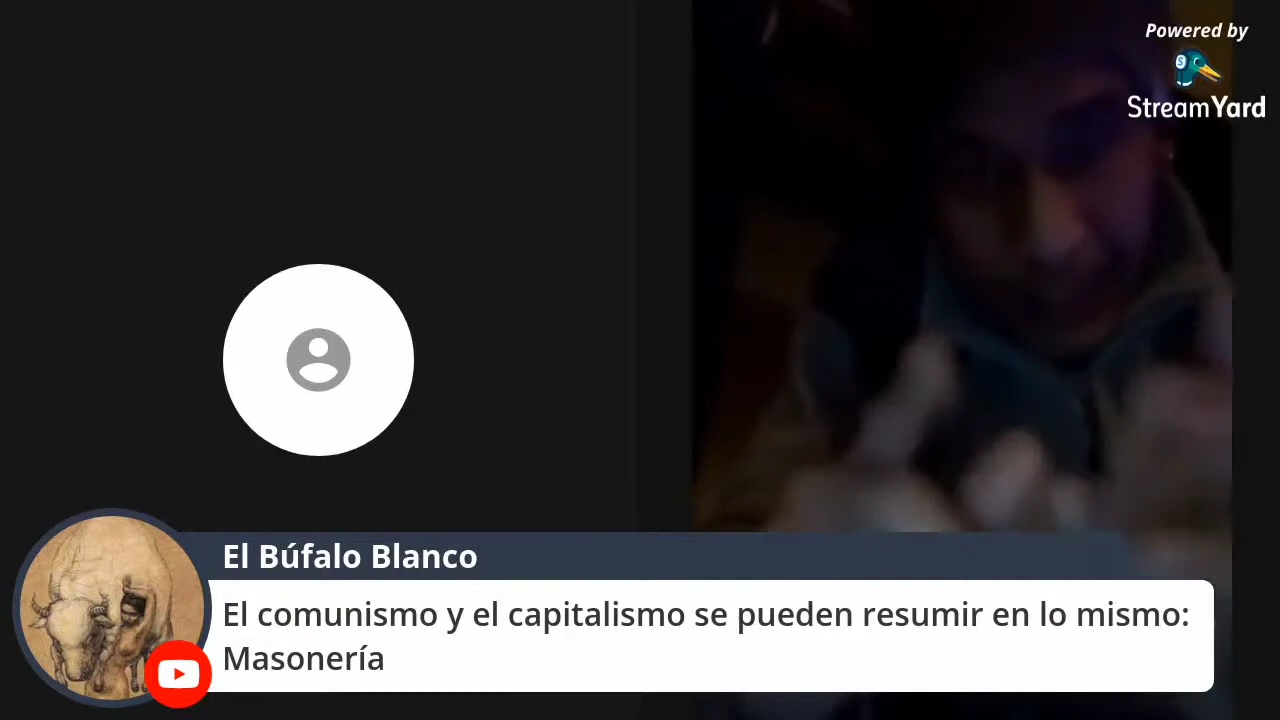 Powered by
StreamYard
El Búfalo Blanco
El comunismo y el capitalismo se pueden resumir en lo mismo:
Masonería